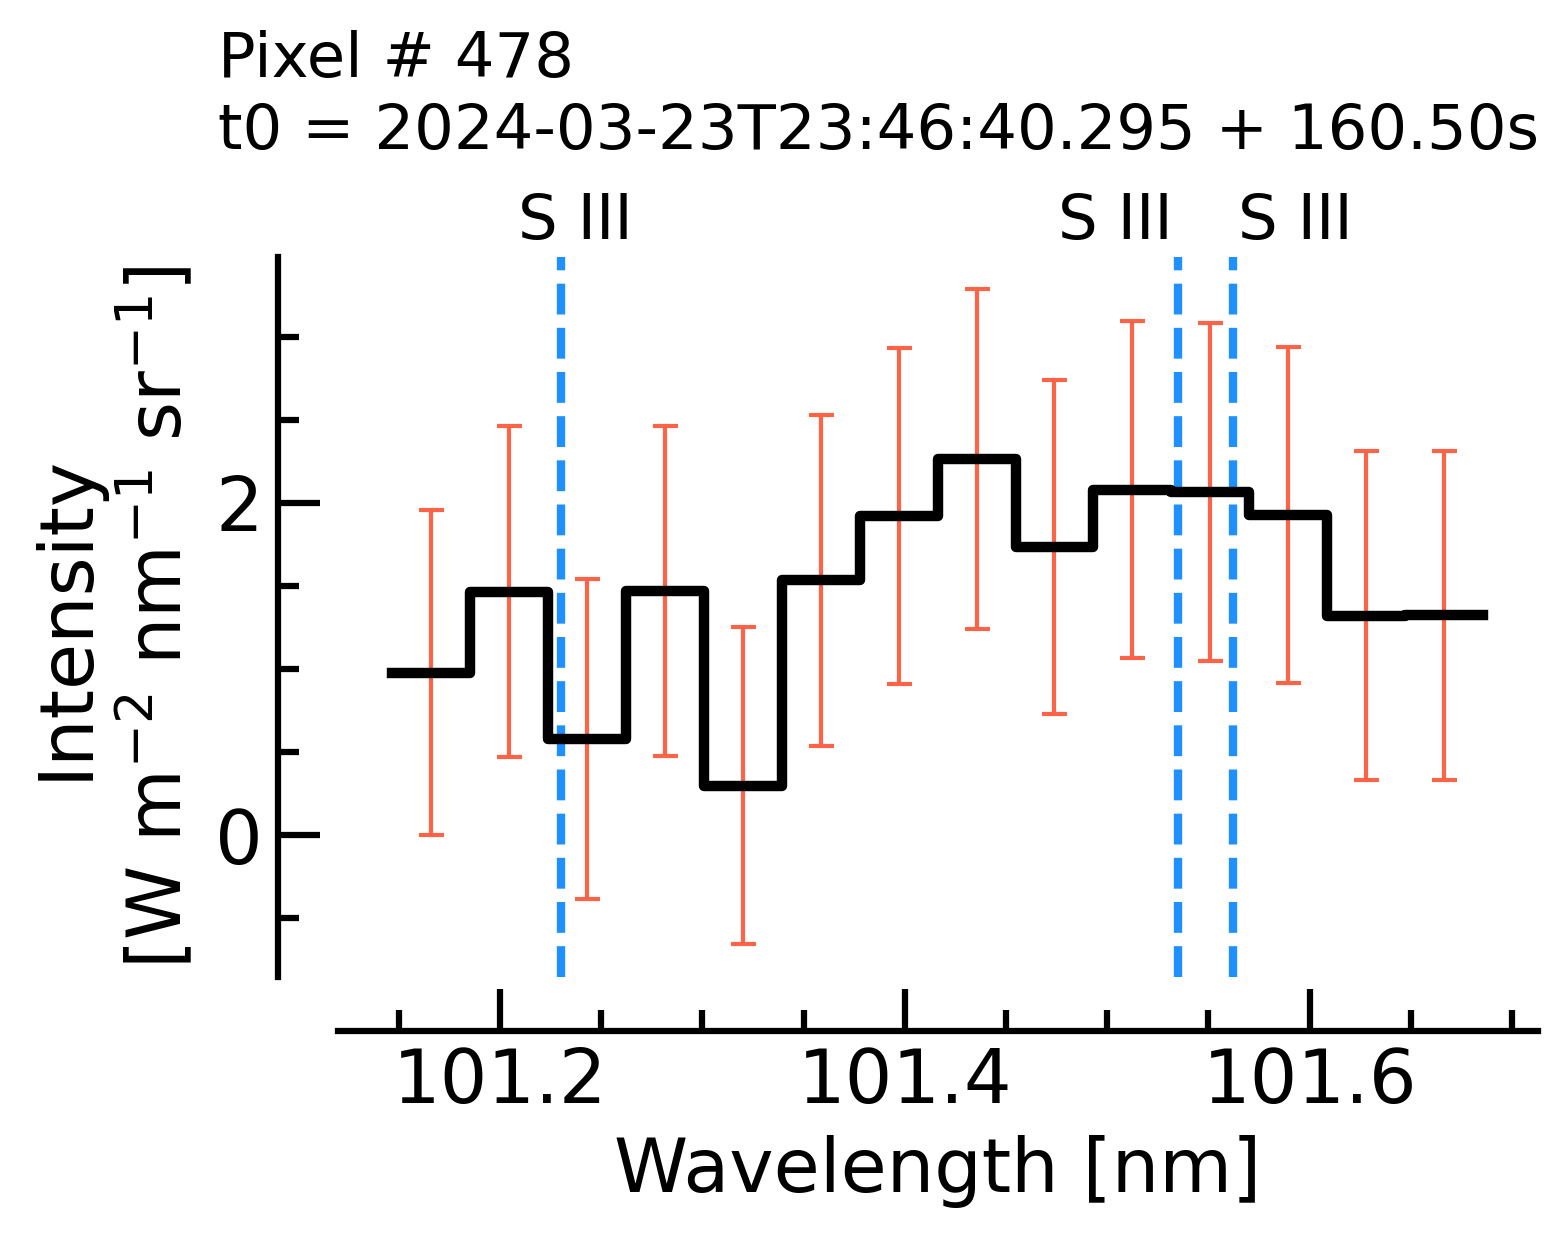 Pixel # 478
t0 = 2024-03-23T23:46:40.295 + 160.50s
S III S III S III
Intensity
[W m⁻² nm⁻¹ sr⁻¹]
2
0
101.2 101.4 101.6
Wavelength [nm]